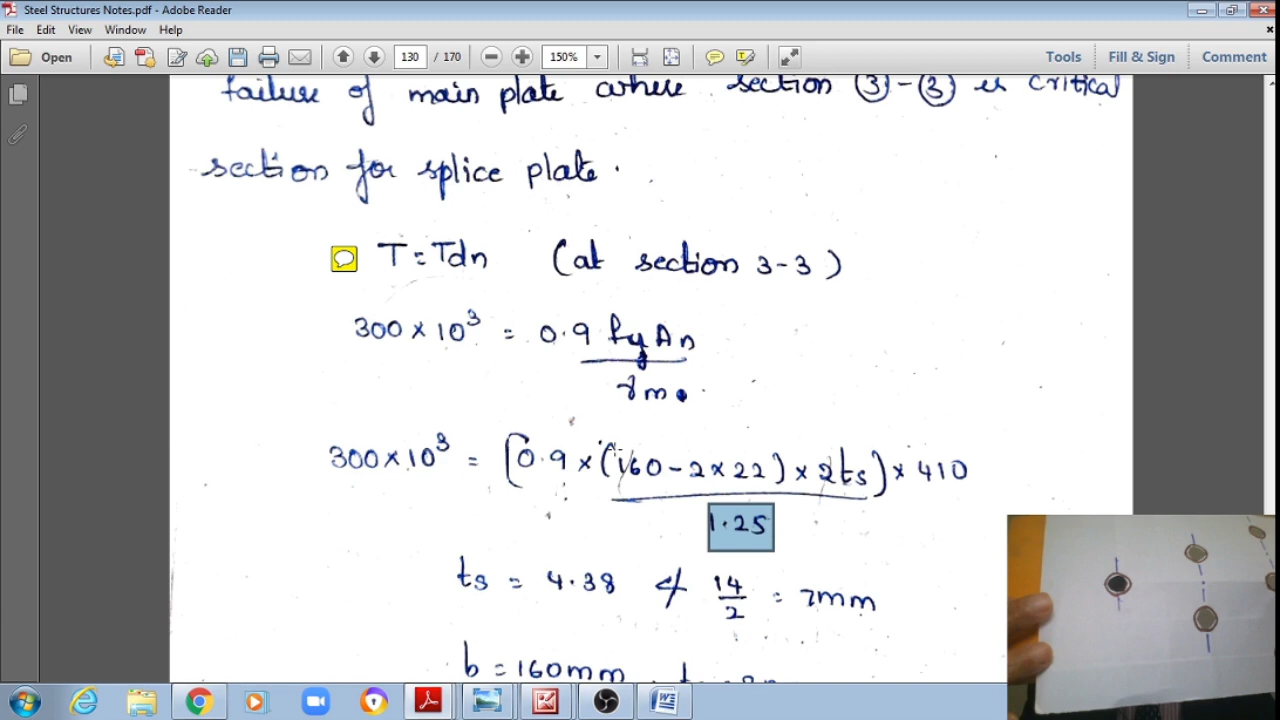 Steel Structures Notes.pdf - Adobe Reader
File Edit View Window Help
Open 130 / 170 150% Tools Fill & Sign Comment
failure of main plate where section (3)-(3) is critical
section for splice plate.
T = Tdn (at section 3-3)
300 × 10³ = 0.9 fy An
γm
300 × 10³ = [0.9 × (160 - 2 × 22) × 2ts] × 410
1.25
ts = 4.38 ≮ 14/2 = 7mm
b = 160mm